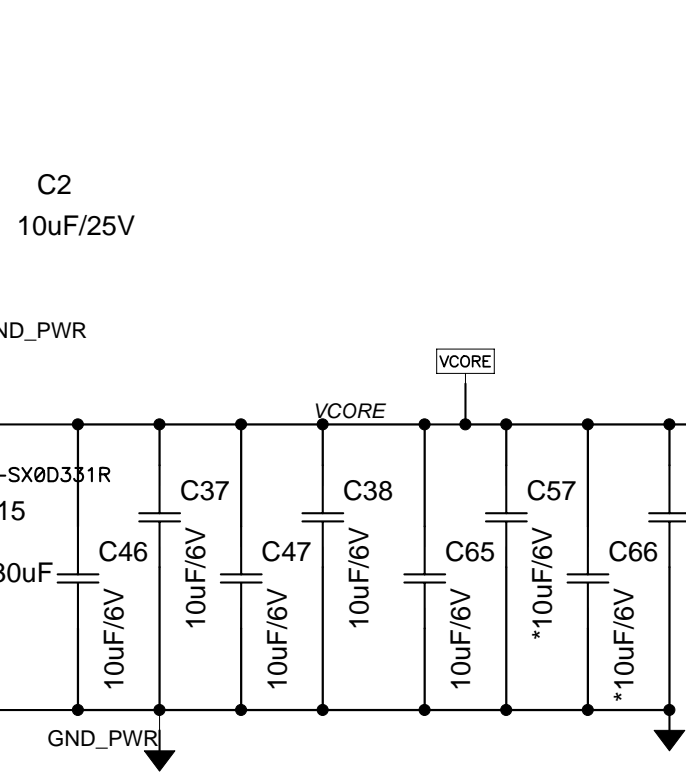 C2
10uF/25V
ND_PWR
VCORE
VCORE
-SX0D331R
15
C37
C38
C57
C46
C47
C65
C66
30uF
10uF/6V
10uF/6V
10uF/6V
10uF/6V
10uF/6V
*10uF/6V
*10uF/6V
GND_PWR